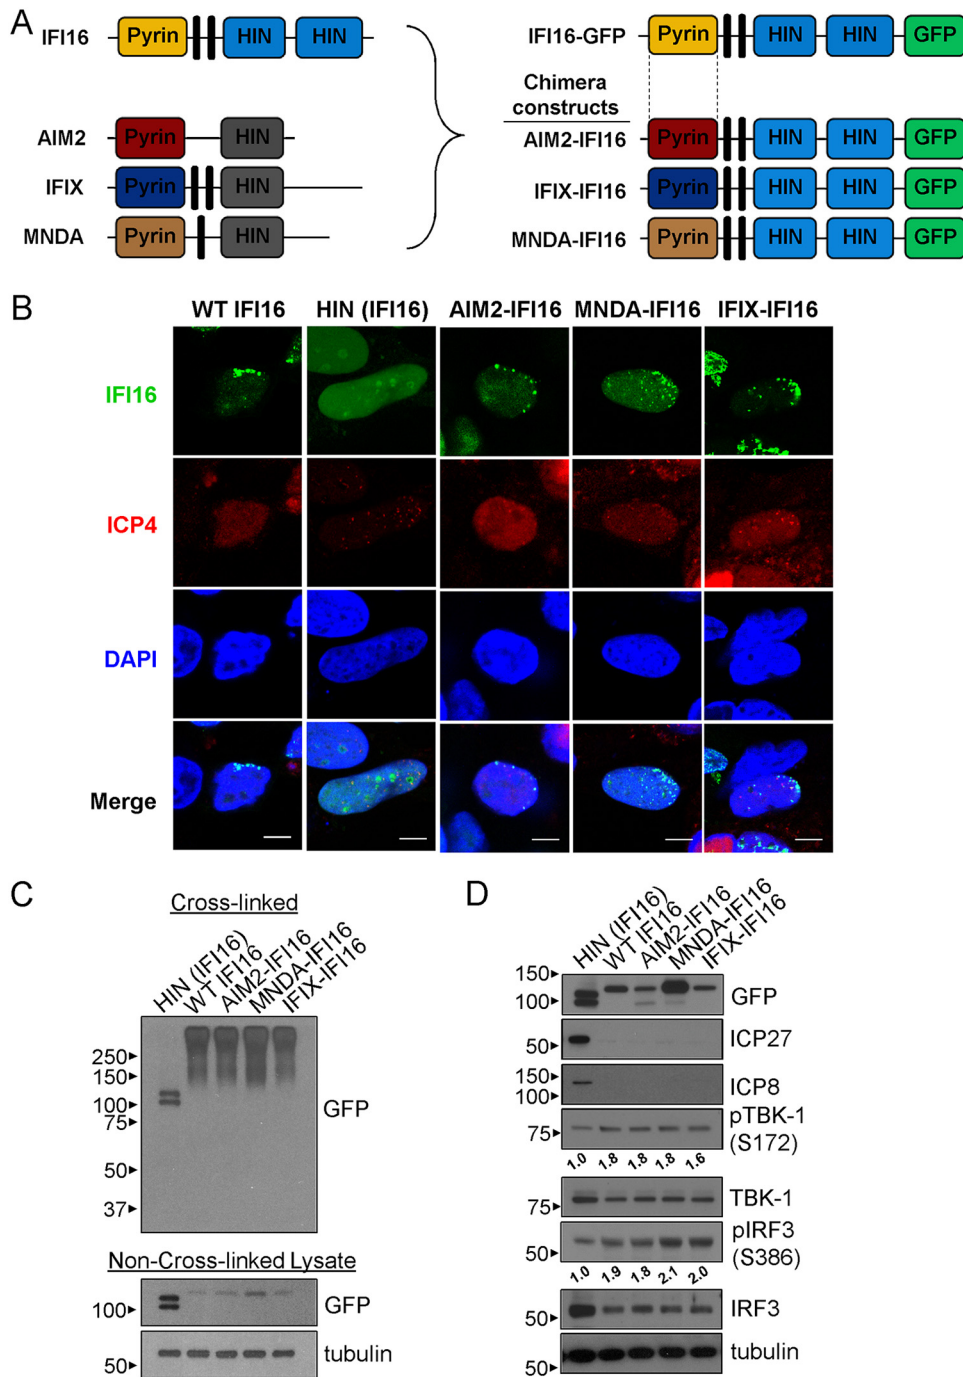 A
IFI16 Pyrin HIN HIN
AIM2 Pyrin HIN
IFIX Pyrin HIN
MNDA Pyrin HIN
IFI16-GFP Pyrin HIN HIN GFP
Chimera
constructs
AIM2-IFI16 Pyrin HIN HIN GFP
IFIX-IFI16 Pyrin HIN HIN GFP
MNDA-IFI16 Pyrin HIN HIN GFP
B
WT IFI16 HIN (IFI16) AIM2-IFI16 MNDA-IFI16 IFIX-IFI16
IFI16
ICP4
DAPI
Merge
C
Cross-linked
HIN (IFI16)
WT IFI16
AIM2-IFI16
MNDA-IFI16
IFIX-IFI16
250
150
100
75
50
37
GFP
Non-Cross-linked Lysate
100
GFP
50
tubulin
D
HIN (IFI16)
WT IFI16
AIM2-IFI16
MNDA-IFI16
IFIX-IFI16
150
100
GFP
50
ICP27
150
100
ICP8
75
pTBK-1
(S172)
1.0 1.8 1.8 1.8 1.6
75
TBK-1
50
pIRF3
(S386)
1.0 1.9 1.8 2.1 2.0
50
IRF3
50
tubulin